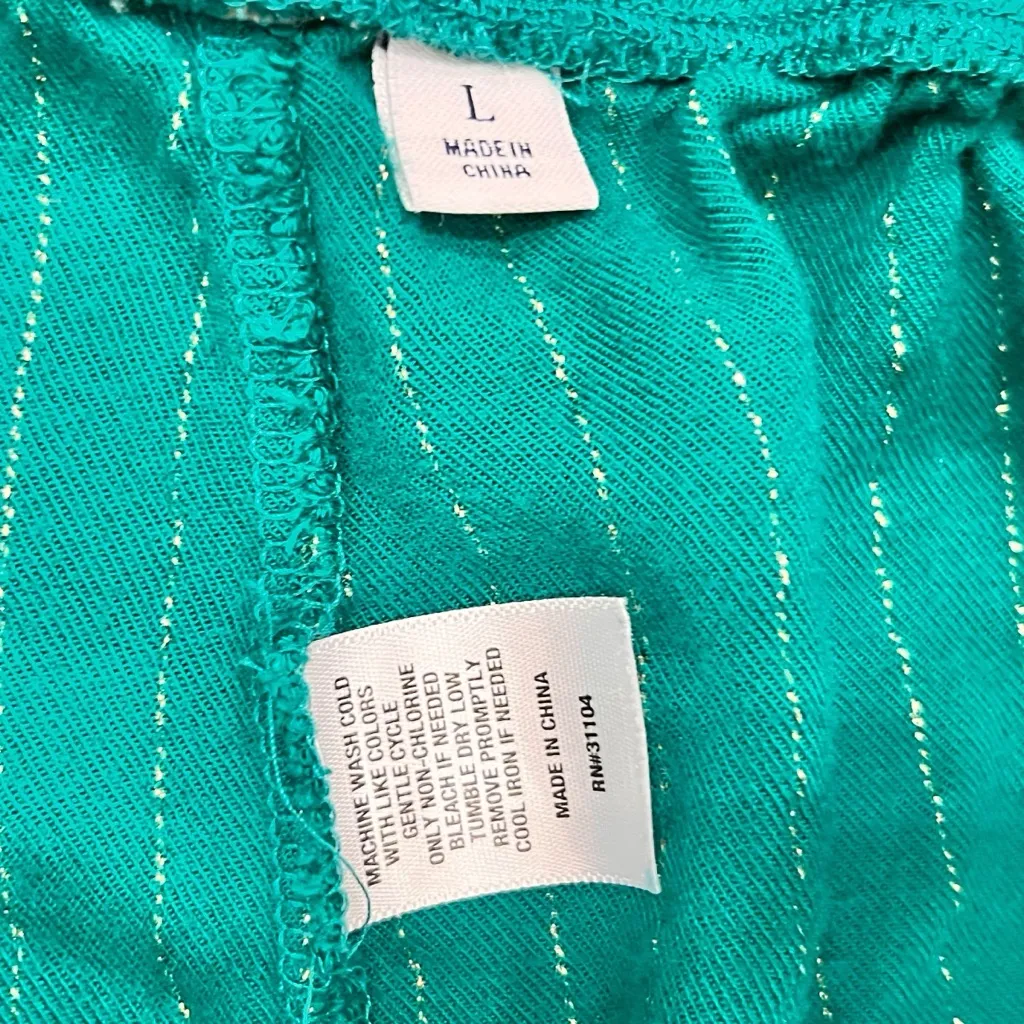 L
MADE IN
CHINA
MACHINE WASH COLD
WITH LIKE COLORS
GENTLE CYCLE
ONLY NON-CHLORINE
BLEACH IF NEEDED
TUMBLE DRY LOW
REMOVE PROMPTLY
COOL IRON IF NEEDED
MADE IN CHINA
RN#31104